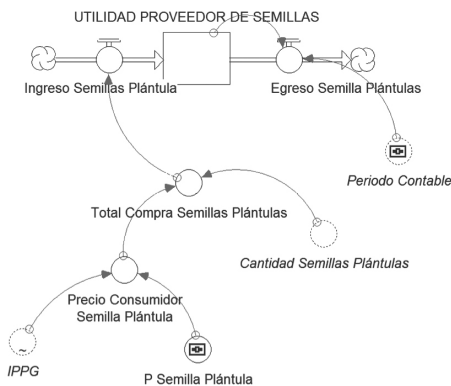 UTILIDAD PROVEEDOR DE SEMILLAS
Ingreso Semillas Plántula
Egreso Semilla Plántulas
Periodo Contable
Total Compra Semillas Plántulas
Cantidad Semillas Plántulas
Precio Consumidor
Semilla Plántula
~
IPPG
P Semilla Plántula